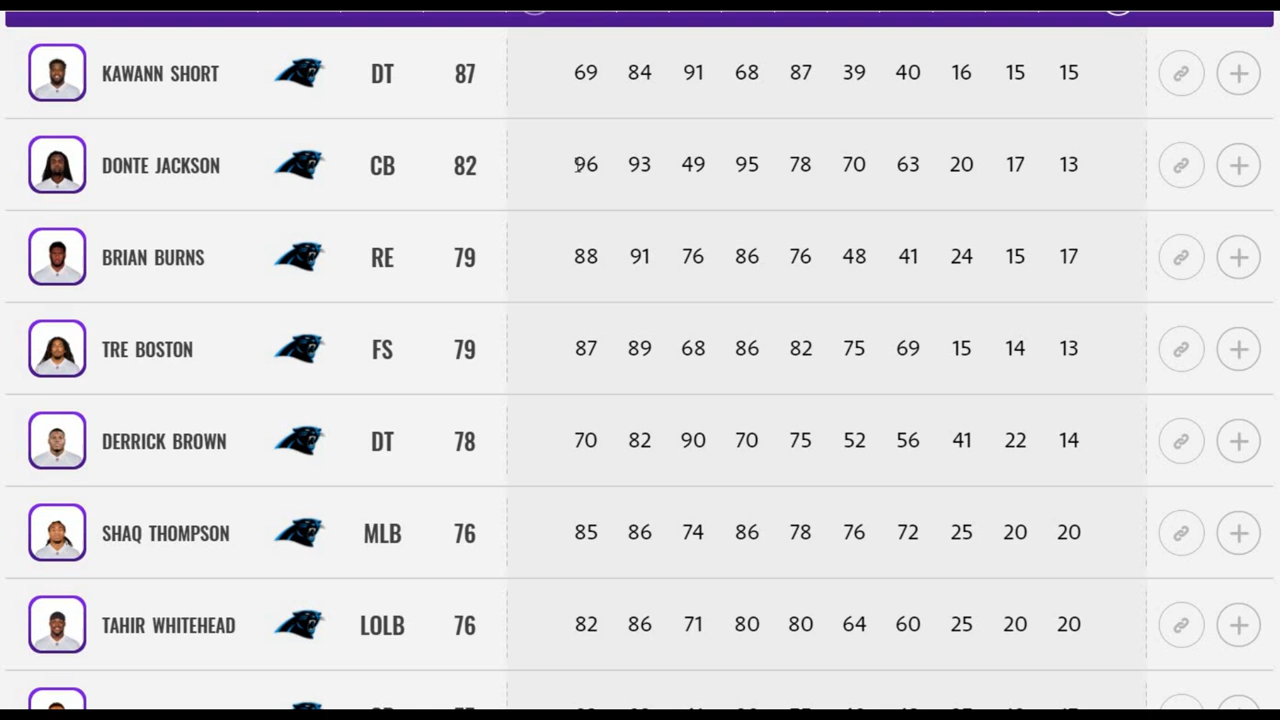 KAWANN SHORT DT 87 69 84 91 68 87 39 40 16 15 15
DONTE JACKSON CB 82 96 93 49 95 78 70 63 20 17 13
BRIAN BURNS RE 79 88 91 76 86 76 48 41 24 15 17
TRE BOSTON FS 79 87 89 68 86 82 75 69 15 14 13
DERRICK BROWN DT 78 70 82 90 70 75 52 56 41 22 14
SHAQ THOMPSON MLB 76 85 86 74 86 78 76 72 25 20 20
TAHIR WHITEHEAD LOLB 76 82 86 71 80 80 64 60 25 20 20